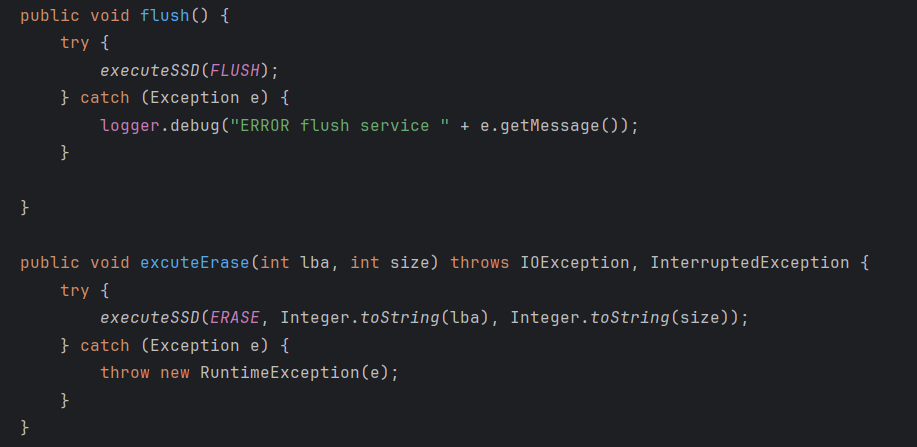 public void flush() {
    try {
        executeSSD(FLUSH);
    } catch (Exception e) {
        logger.debug("ERROR flush service " + e.getMessage());
    }

}

public void excuteErase(int lba, int size) throws IOException, InterruptedException {
    try {
        executeSSD(ERASE, Integer.toString(lba), Integer.toString(size));
    } catch (Exception e) {
        throw new RuntimeException(e);
    }
}